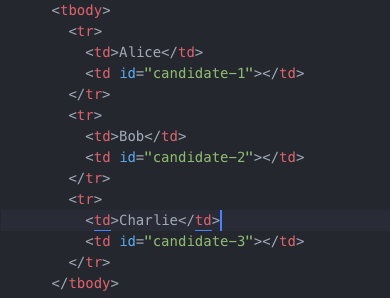 <tbody>
<tr>
<td>Alice</td>
<td id="candidate-1"></td>
</tr>
<tr>
<td>Bob</td>
<td id="candidate-2"></td>
</tr>
<tr>
<td>Charlie</td>
<td id="candidate-3"></td>
</tr>
</tbody>